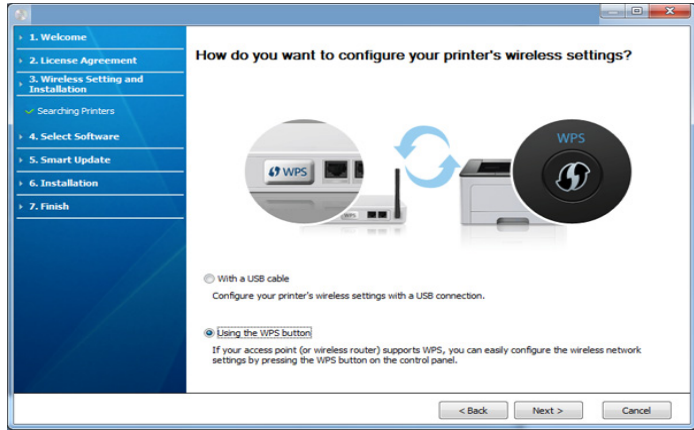 1. Welcome
2. License Agreement
3. Wireless Setting and
Installation
Searching Printers
4. Select Software
5. Smart Update
6. Installation
7. Finish
How do you want to configure your printer's wireless settings?
WPS
WPS
WPS
With a USB cable
Configure your printer's wireless settings with a USB connection.
Using the WPS button
If your access point (or wireless router) supports WPS, you can easily configure the wireless network
settings by pressing the WPS button on the control panel.
< Back
Next >
Cancel